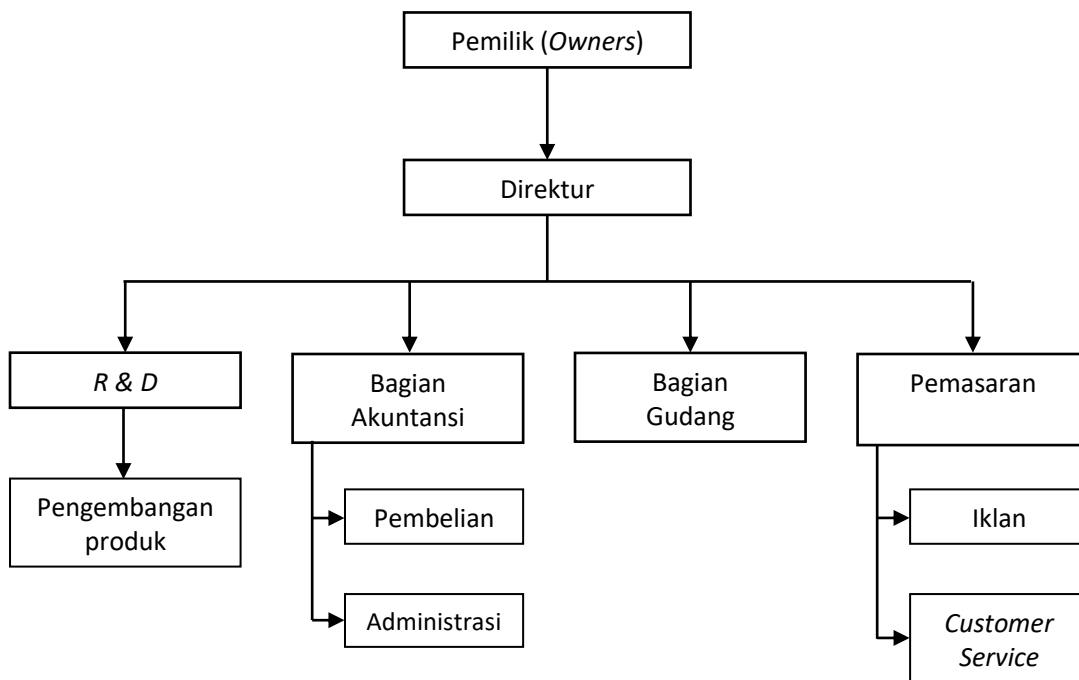 Pemilik (Owners)
Direktur
R & D
Bagian
Akuntansi
Bagian
Gudang
Pemasaran
Pengembangan
produk
Pembelian
Iklan
Administrasi
Customer
Service